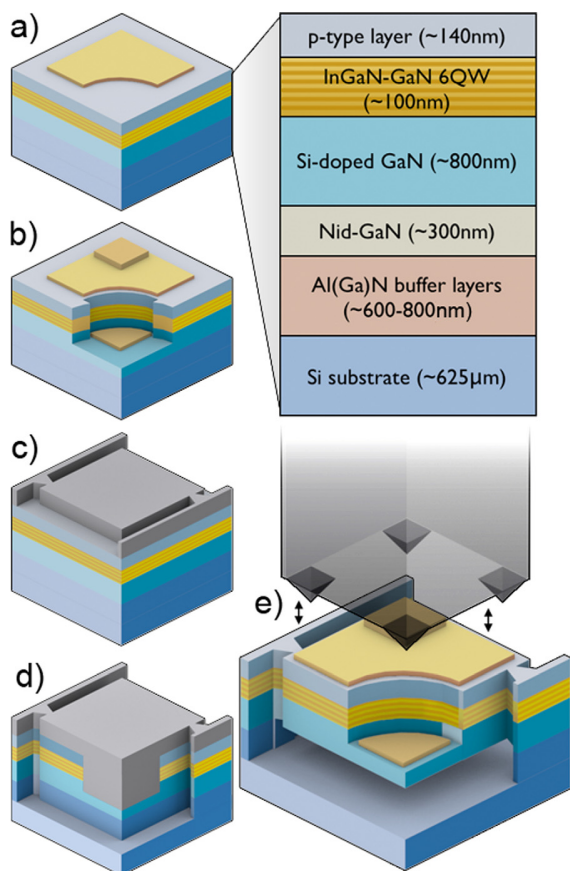 a)
p-type layer (~140nm)
InGaN-GaN 6QW
(~100nm)
Si-doped GaN (~800nm)
b)
Nid-GaN (~300nm)
Al(Ga)N buffer layers
(~600-800nm)
Si substrate (~625µm)
c)
e)
d)